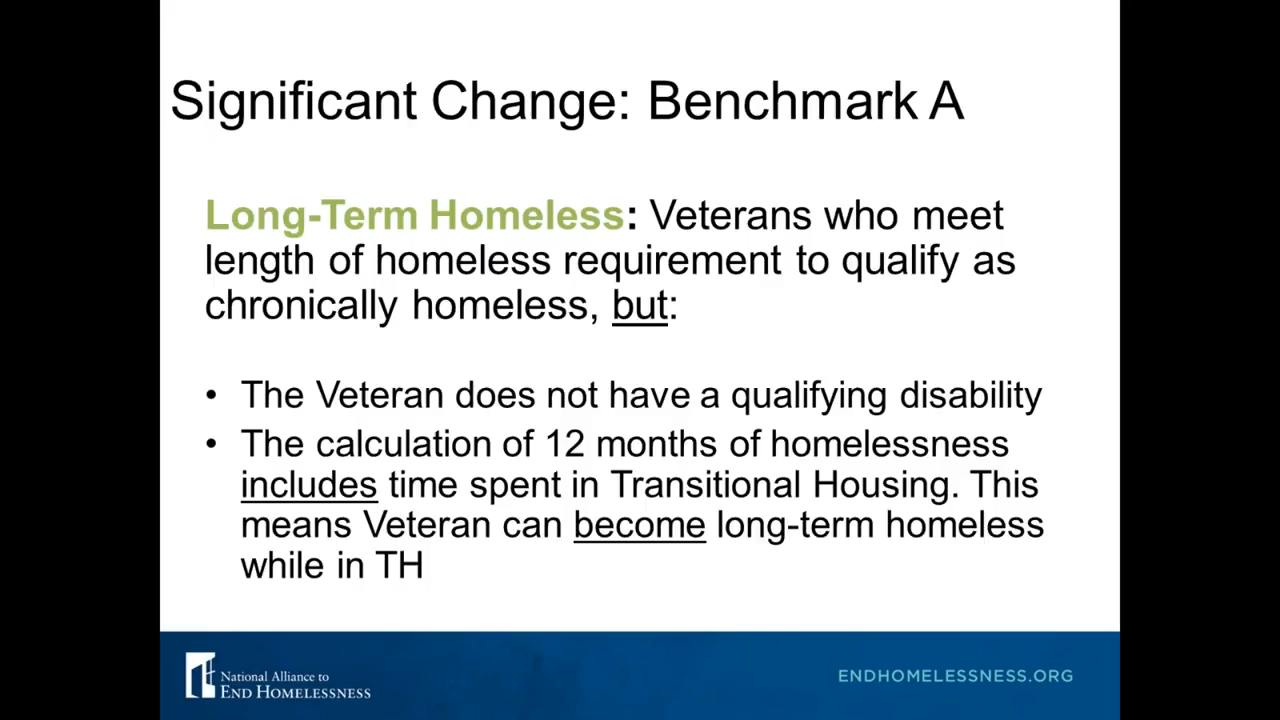 Significant Change: Benchmark A
Long-Term Homeless: Veterans who meet
length of homeless requirement to qualify as
chronically homeless, but:
• The Veteran does not have a qualifying disability
• The calculation of 12 months of homelessness
includes time spent in Transitional Housing. This
means Veteran can become long-term homeless
while in TH
National Alliance to
END HOMELESSNESS
ENDHOMELESSNESS.ORG